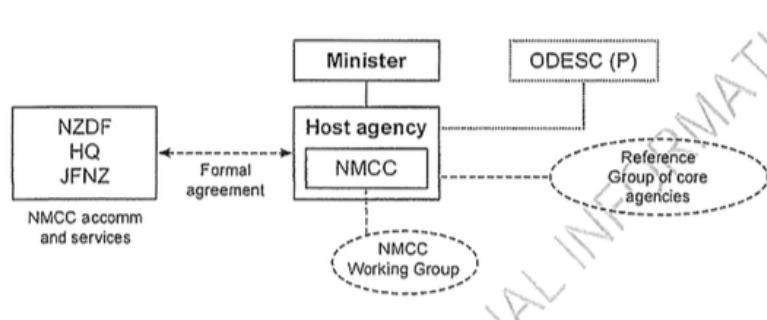 Minister
ODESC (P)
NZDF
HQ
JFNZ
Formal
agreement
Host agency
NMCC
Reference
Group of core
agencies
NMCC accomm
and services
NMCC
Working Group